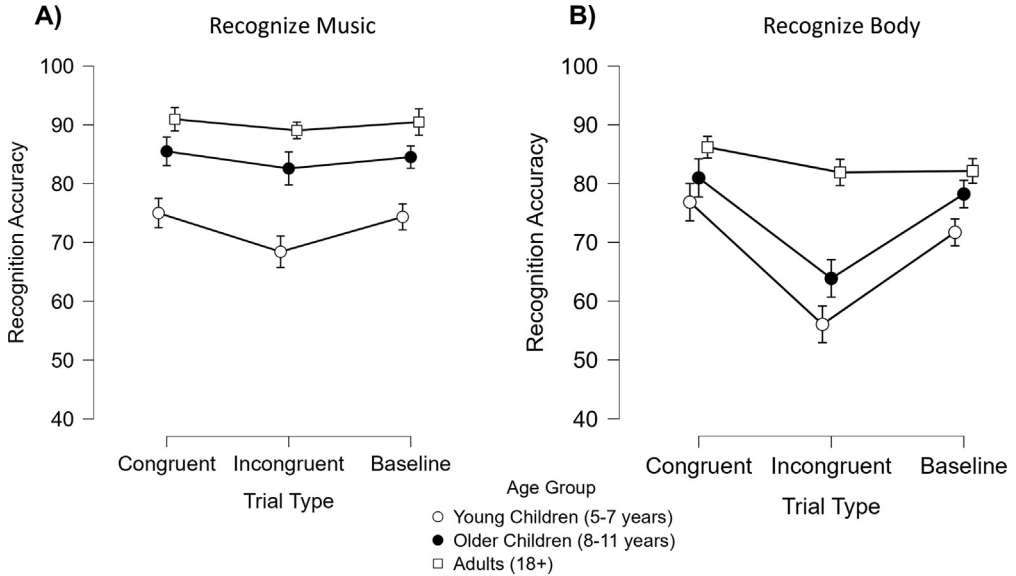 A)
Recognize Music
Recognition Accuracy
100
90
80
70
60
50
40
Congruent Incongruent Baseline
Trial Type
B)
Recognize Body
Recognition Accuracy
100
90
80
70
60
50
40
Congruent Incongruent Baseline
Trial Type
Age Group
Young Children (5-7 years)
Older Children (8-11 years)
Adults (18+)